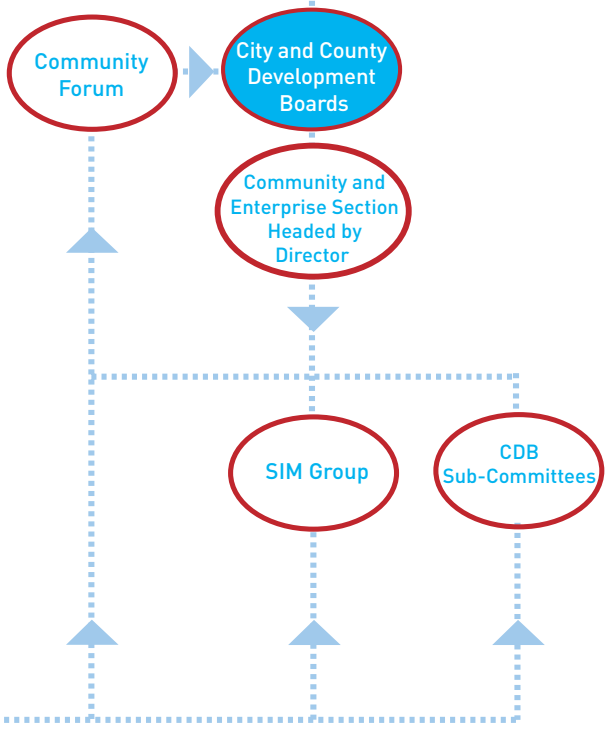 Community
Forum
City and County
Development
Boards
Community and
Enterprise Section
Headed by
Director
SIM Group
CDB
Sub-Committees